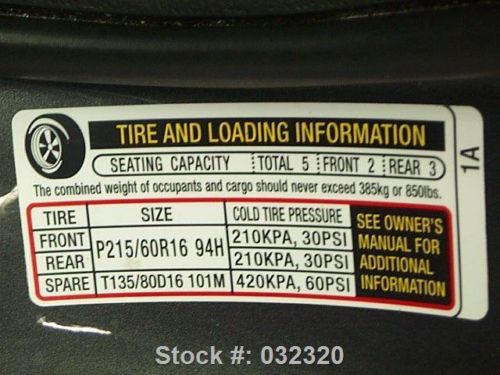 TIRE AND LOADING INFORMATION
SEATING CAPACITY TOTAL 5 FRONT 2 REAR 3
The combined weight of occupants and cargo should never exceed 385kg or 850lbs.
TIRE SIZE COLD TIRE PRESSURE
FRONT P215/60R16 94H 210KPA, 30PSI
REAR 210KPA, 30PSI
SPARE T135/80D16 101M 420KPA, 60PSI
SEE OWNER'S
MANUAL FOR
ADDITIONAL
INFORMATION
1A
Stock #: 032320